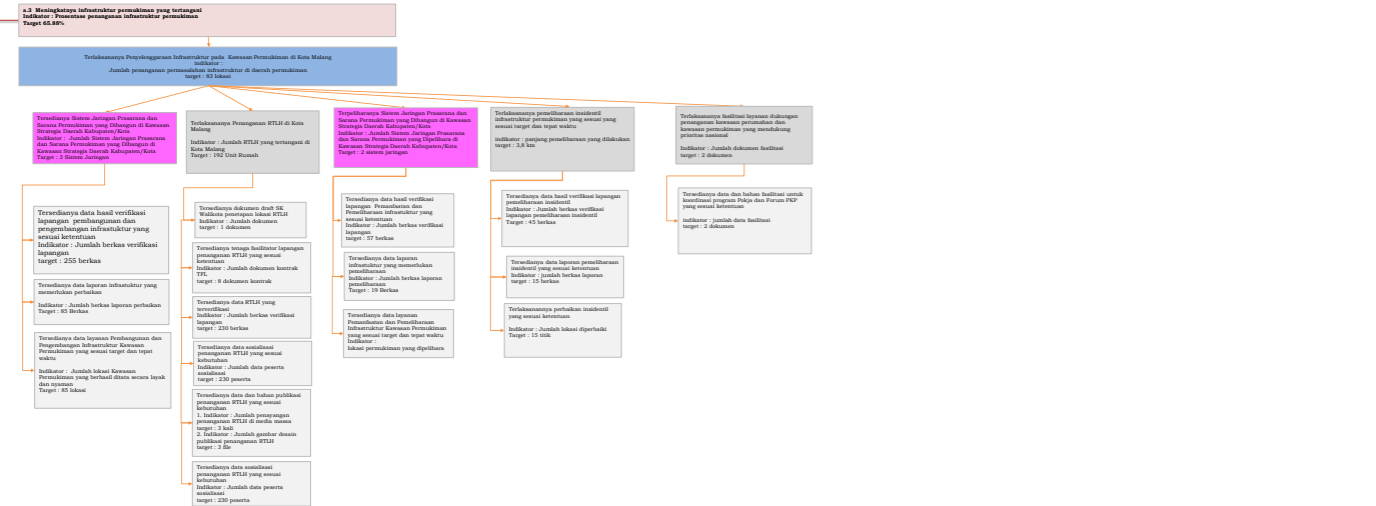 a.3 Meningkatnya infrastruktur permukiman yang tertangani
Indikator : Prosentase penanganan infrastruktur permukiman
Target 65.88%
Terlaksananya Penyelenggaraan Infrastruktur pada Kawasan Permukiman di Kota Malang
indikator :
Jumlah penanganan permasalahan infrastruktur di daerah permukiman
target : 83 lokasi
Tersedianya Sistem Jaringan Prasarana dan
Sarana Permukiman yang Dibangun di Kawasan
Strategis Daerah Kabupaten/Kota
Indikator : Jumlah Sistem Jaringan Prasarana
dan Sarana Permukiman yang Dibangun di
Kawasan Strategis Daerah Kabupaten/Kota
Target : 3 Sistem Jaringan
Terlaksananya Penanganan RTLH di Kota
Malang
Indikator : Jumlah RTLH yang tertangani di
Kota Malang
Target : 192 Unit Rumah
Terpeliharanya Sistem Jaringan Prasarana dan
Sarana Permukiman yang Dibangun di Kawasan
Strategis Daerah Kabupaten/Kota
Indikator : Jumlah Sistem Jaringan Prasarana
dan Sarana Permukiman yang Dipelihara di
Kawasan Strategis Daerah Kabupaten/Kota
Target : 2 sistem jaringan
Terlaksananya pemeliharaan insidentil
infrastruktur permukiman yang sesuai yang
sesuai target dan tepat waktu
indikator : panjang pemeliharaan yang dilakukan
target : 3,8 km
Terlaksananya fasilitasi layanan dukungan
penanganan kawasan perumahan dan
kawasan permukiman yang mendukung
prioritas nasional
Indikator : Jumlah dokumen fasilitasi
target : 2 dokumen
Tersedianya data hasil verifikasi
lapangan pembangunan dan
pengembangan infrastuktur yang
sesuai ketentuan
Indikator : Jumlah berkas verifikasi
lapangan
target : 255 berkas
Tersedianya data laporan infastuktur yang
memerlukan perbaikan
Indikator : Jumlah berkas laporan perbaikan
Target : 85 Berkas
Tersedianya data layanan Pembangunan dan
Pengembangan Infrastruktur Kawasan
Permukiman yang sesuai target dan tepat
waktu
Indikator : Jumlah lokasi Kawasan
Permukiman yang berhasil ditata secara layak
dan nyaman
Target : 85 lokasi
Tersedianya dokumen draft SK
Walikota penetapan lokasi RTLH
Indikator : Jumlah dokumen
target : 1 dokumen
Tersedianya tenaga fasilitator lapangan
penanganan RTLH yang sesuai
ketentuan
Indikator : Jumlah dokumen kontrak
TFL
target : 8 dokumen kontrak
Tersedianya data RTLH yang
terverifikasi
Indikator : Jumlah berkas verifikasi
lapangan
target : 230 berkas
Tersedianya data sosialisasi
penanganan RTLH yang sesuai
kebutuhan
Indikator : Jumlah data peserta
sosialisasi
target : 230 peserta
Tersedianya data dan bahan publikasi
penanganan RTLH yang sesuai
kebutuhan
1. Indikator : Jumlah penayangan
penanganan RTLH di media massa
target : 3 kali
2. Indikator : Jumlah gambar desain
publikasi penanganan RTLH
target : 3 file
Tersedianya data sosialisasi
penanganan RTLH yang sesuai
kebutuhan
Indikator : Jumlah data peserta
sosialisasi
target : 230 peserta
Tersedianya data hasil verifikasi
lapangan Pemanfaatan dan
Pemeliharaan infrastuktur yang
sesuai ketentuan
Indikator : Jumlah berkas verifikasi
lapangan
target : 57 berkas
Tersedianya data laporan
infastuktur yang memerlukan
pemeliharaan
Indikator : Jumlah berkas laporan
pemeliharaan
Target : 19 Berkas
Tersedianya data layanan
Pemanfaatan dan Pemeliharaan
Infrastruktur Kawasan Permukiman
yang sesuai target dan tepat waktu
Indikator :
lokasi permukiman yang dipelihara
Tersedianya data hasil verifikasi lapangan
pemeliharaan insidentil
Indikator : Jumlah berkas verifikasi
lapangan pemeliharaan insidentil
Target : 45 berkas
Tersedianya data laporan pemeliharaan
insidentil yang sesuai ketentuan
Indikator : jumlah berkas laporan
target : 15 berkas
Terlaksanannya perbaikan insidentil
yang sesuai ketentuan
Indikator : Jumlah lokasi diperbaiki
Target : 15 titik
Tersedianya data dan bahan fasilitasi untuk
koordinasi program Pokja dan Forum PKP
yang sesuai ketentuan
indikator : jumlah data fasilitasi
target : 2 dokumen